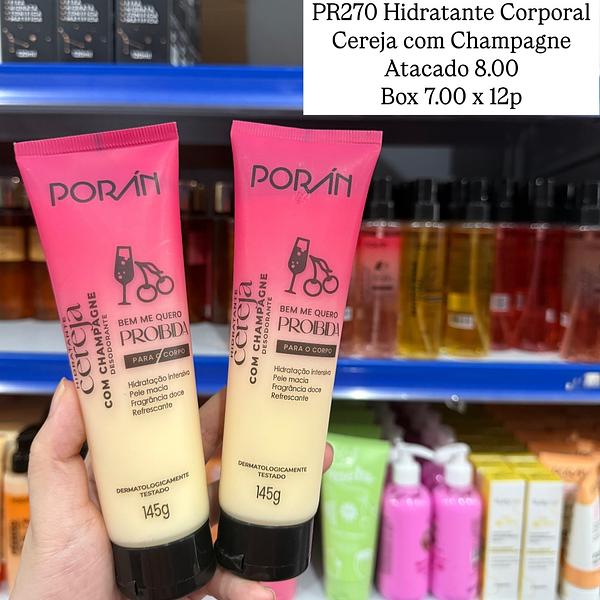 PR270 Hidratante Corporal
Cereja com Champagne
Atacado 8.00
Box 7.00 x 12p
PORÁN
HIDRATANTE
cereja
COM CHAMPAGNE
DESODORANTE
BEM ME QUERO
PROIBIDA
PARA O CORPO
Hidratação Intensiva
Pele macia
Fragrância doce
Refrescante
DERMATOLOGICAMENTE
TESTADO
145g
PORÁN
HIDRATANTE
cereja
COM CHAMPAGNE
DESODORANTE
BEM ME QUERO
PROIBIDA
PARA O CORPO
Hidratação Intensiva
Pele macia
Fragrância doce
Refrescante
DERMATOLOGICAMENTE
TESTADO
145g